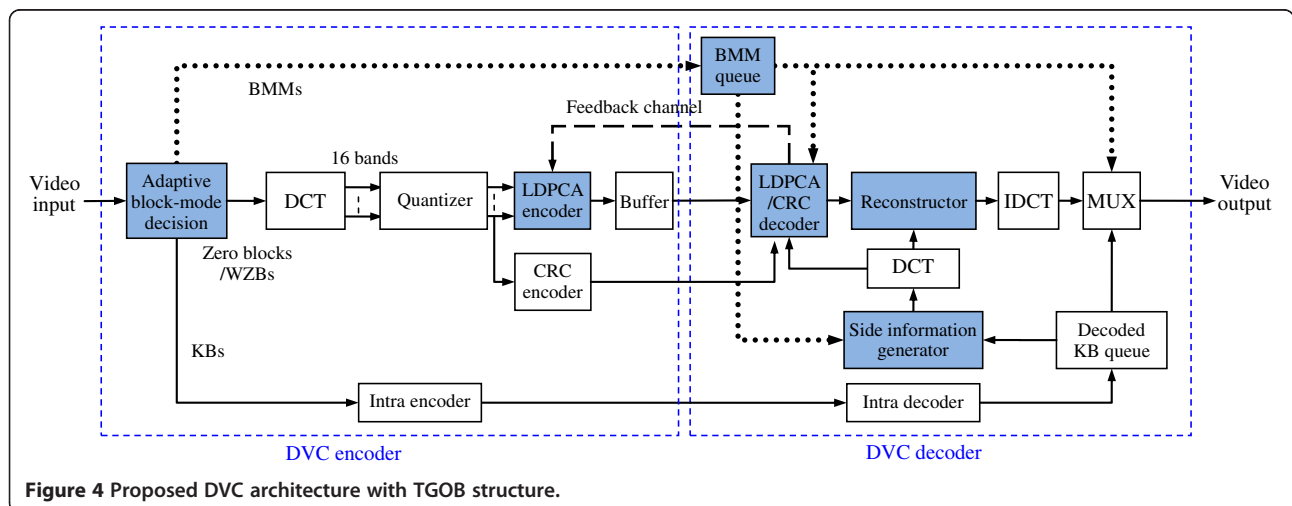 BMM
queue
BMMs
Feedback channel
16 bands
Video
input
Adaptive
block-mode
decision
DCT
Quantizer
LDPCA
encoder
Buffer
LDPCA
/CRC
decoder
Reconstructor
IDCT
MUX
Video
output
Zero blocks
/WZBs
CRC
encoder
DCT
KBs
Side information
generator
Decoded
KB queue
Intra encoder
Intra decoder
DVC encoder
DVC decoder
Figure 4 Proposed DVC architecture with TGOB structure.